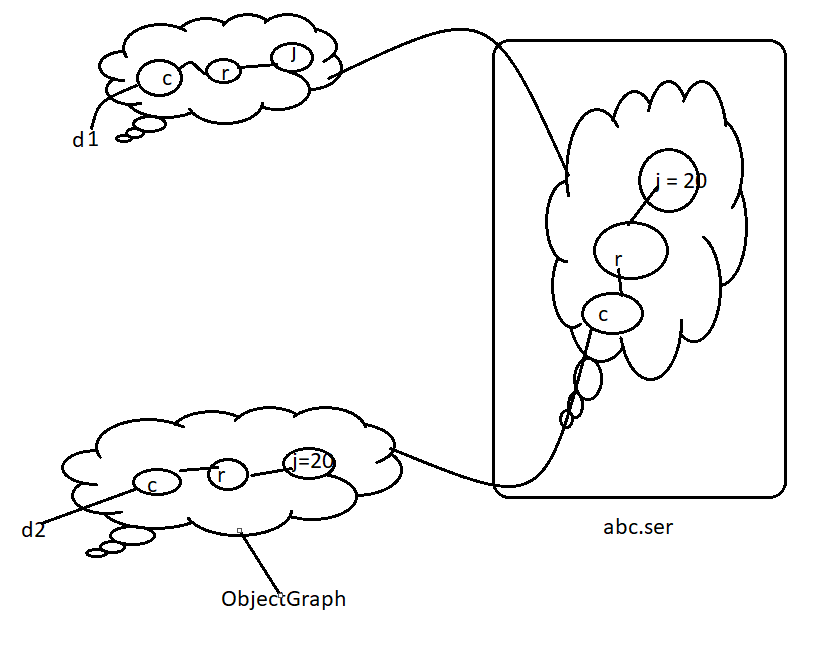 c r J
d1
j = 20
r
c
c r j=20
d2
abc.ser
ObjectGraph